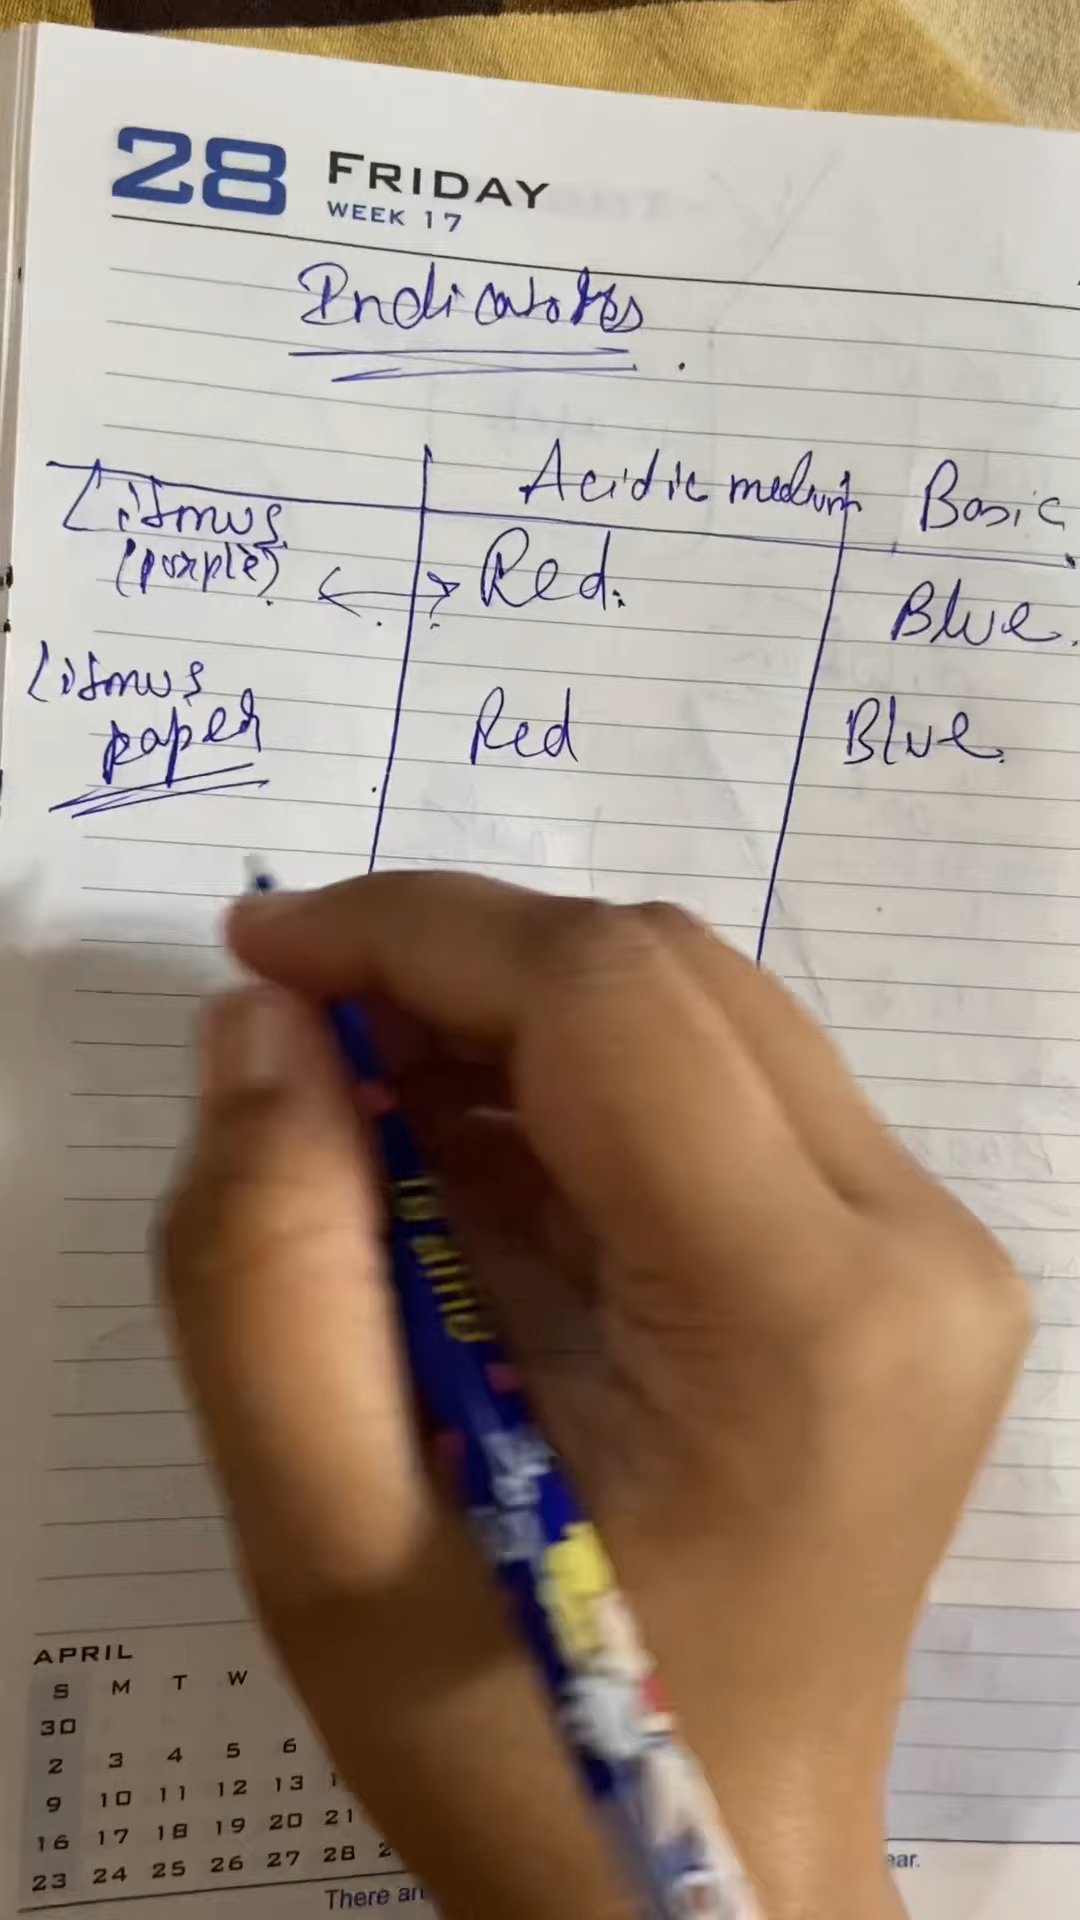 28 FRIDAY
WEEK 17
Indicators
Acidic medium Basic
Litmus
(purple) Red. Blue.
Litmus
paper Red Blue.
APRIL
S M T W
30
2 3 4 5 6
9 10 11 12 13
16 17 18 19 20 21
23 24 25 26 27 28
There